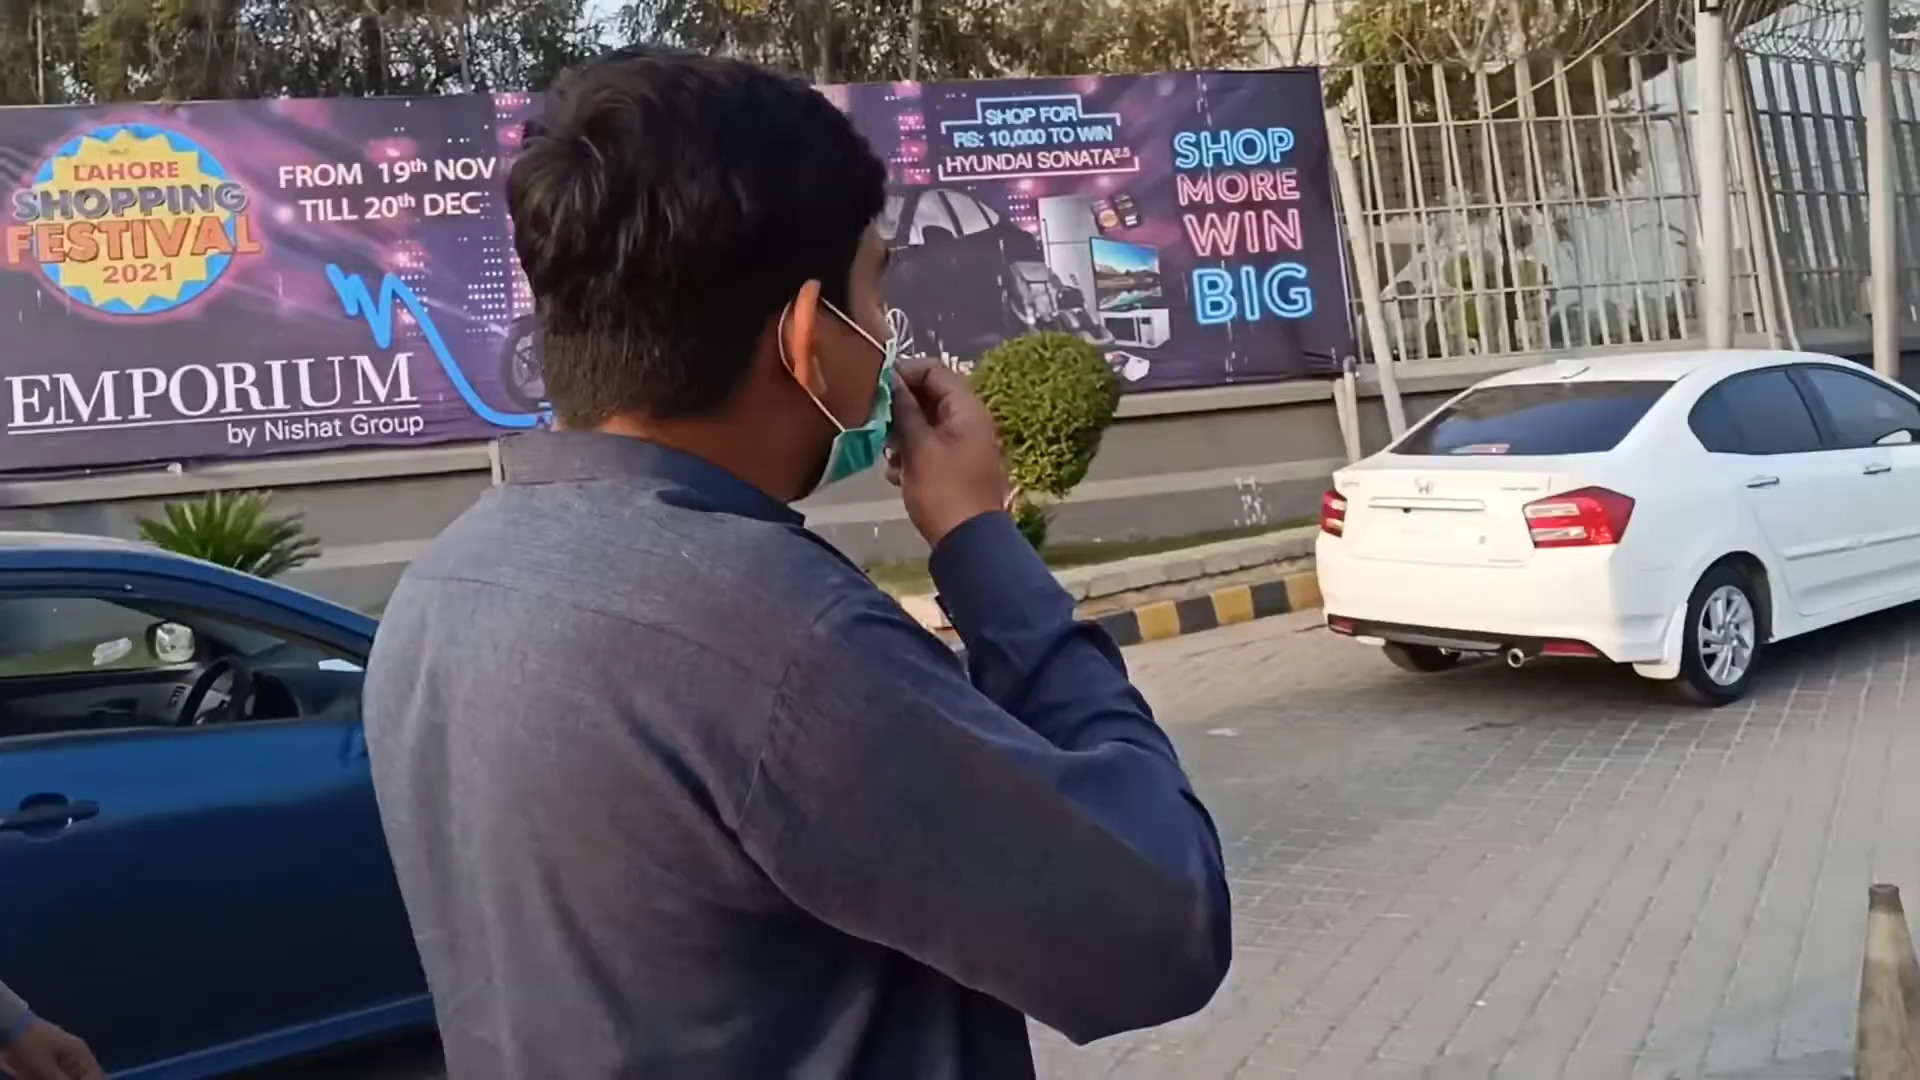 LAHORE
SHOPPING
FESTIVAL
2021
FROM 19th NOV
TILL 20th DEC
EMPORIUM
by Nishat Group
SHOP FOR
RS: 10,000 TO WIN
HYUNDAI SONATA2.5
SHOP
MORE
WIN
BIG